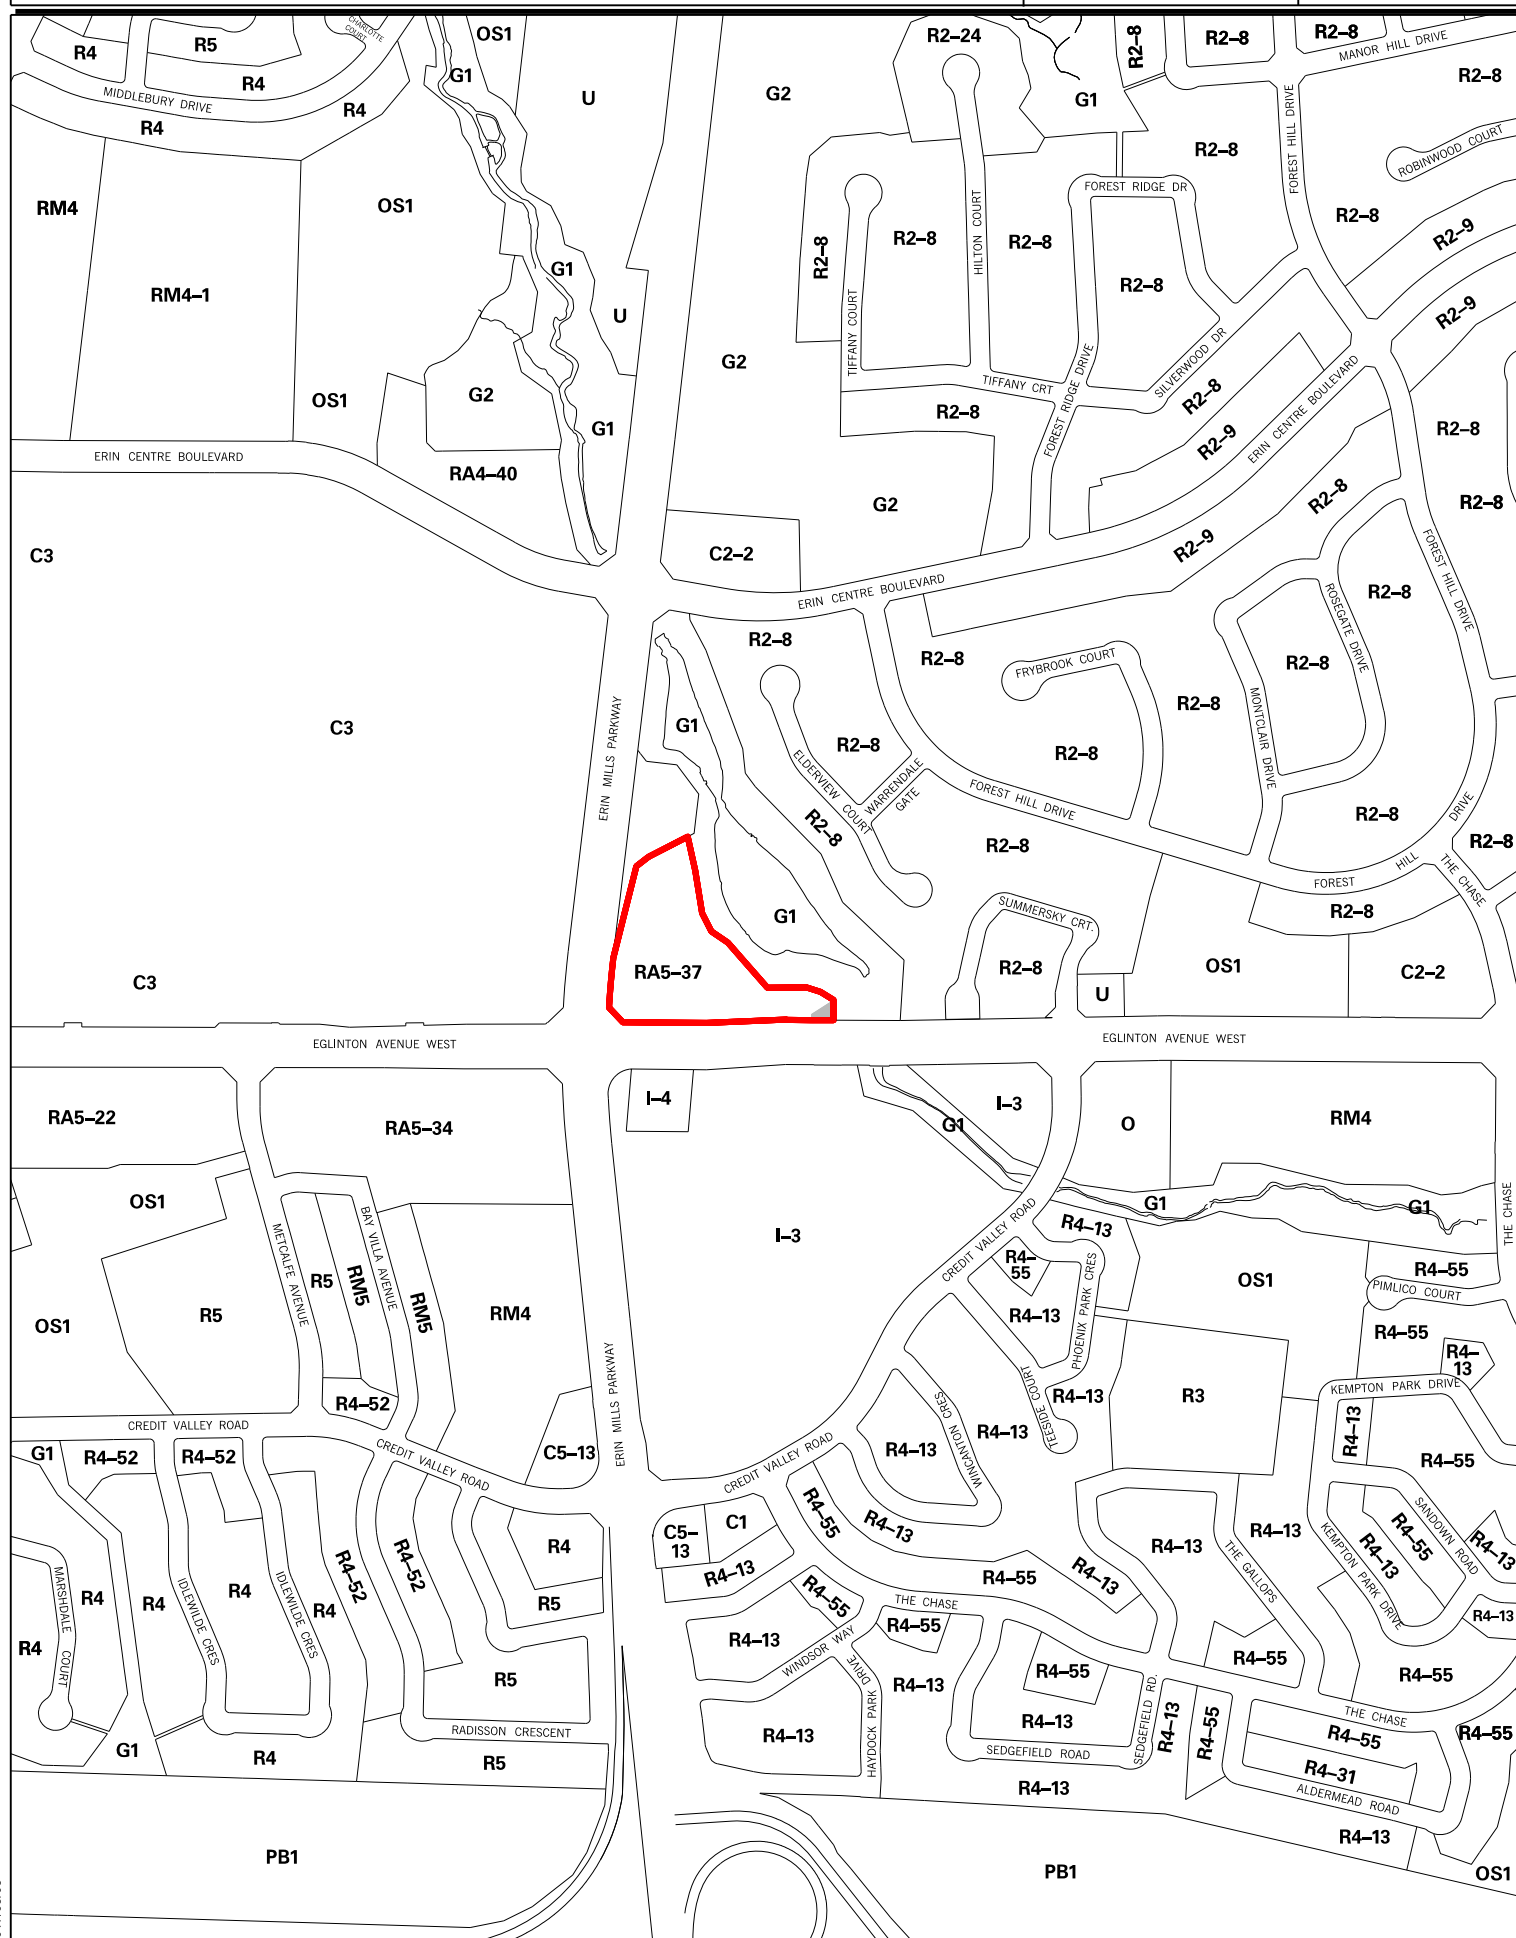 CHARLOTTE
COURT
R4
R5
R4
MIDDLEBURY DRIVE
R4
R4
G1
OS1
U
G2
R2–24
G1
R2–8
R2–8
R2–8
MANOR HILL DRIVE
R2–8
FOREST HILL DRIVE
ROBINWOOD COURT
R2–8
FOREST RIDGE DR
RM4
OS1
RM4–1
G1
U
R2–8
R2–8
HILTON COURT
R2–8
R2–8
R2–8
R2–9
R2–9
TIFFANY COURT
G2
TIFFANY CRT
FOREST RIDGE DRIVE
SILVERWOOD DR
R2–8
R2–8
R2–9
ERIN CENTRE BOULEVARD
OS1
G2
G1
R2–8
ERIN CENTRE BOULEVARD
RA4–40
G2
R2–8
R2–8
R2–9
C3
C2–2
ERIN CENTRE BOULEVARD
FOREST HILL DRIVE
R2–8
ROSEGATE DRIVE
R2–8
R2–8
FRYBROOK COURT
R2–8
R2–8
MONTCLAIR DRIVE
C3
ERIN MILLS PARKWAY
G1
R2–8
ELDERVIEW COURT
WARRENDALE
GATE
R2–8
FOREST HILL DRIVE
R2–8
R2–8
R2–8
DRIVE
R2–8
HILL
FOREST
THE CHASE
R2–8
G1
SUMMERSKY CRT.
R2–8
RA5–37
U
OS1
C2–2
C3
EGLINTON AVENUE WEST
EGLINTON AVENUE WEST
RA5–22
RA5–34
I–4
G1
I–3
O
RM4
OS1
G1
G1
THE CHASE
METCALFE AVENUE
BAY VILLA AVENUE
I–3
CREDIT VALLEY ROAD
R4–13
R4–
55
PHOENIX PARK CRES
OS1
R4–55
PIMLICO COURT
R5
RM5
RM5
RM4
OS1
R5
R4–13
R4–55
R4–
13
ERIN MILLS PARKWAY
R4–52
TEESIDE COURT
R4–13
R3
KEMPTON PARK DRIVE
CREDIT VALLEY ROAD
WINCANTON CRES
R4–13
R4–13
R4–13
G1
R4–52
R4–52
CREDIT VALLEY ROAD
C5–13
CREDIT VALLEY ROAD
R4–55
R4–55
R4–13
C5–
13
C1
R4–13
R4–13
SANDOWN ROAD
R4–55
R4–13
R4–13
KEMPTON PARK DRIVE
THE GALLOPS
R4–13
R4–13
R4
R4–52
R4–52
MARSHDALE COURT
R4
R4
IDLEWILDE CRES
R4
IDLEWILDE CRES
R4
R5
R4–55
R4–55
R4–13
THE CHASE
R4–55
R4
R4–13
WINDSOR WAY
R4–55
R4–55
R4–55
HAYDOCK PARK DRIVE
R4–13
R5
SEDGEFIELD RD.
R4–13
R4–55
THE CHASE
R4–55
R4–55
RADISSON CRESCENT
R4–13
R4–13
SEDGEFIELD ROAD
G1
R4
R5
R4–13
R4–31
ALDERMEAD ROAD
R4–13
PB1
PB1
OS1